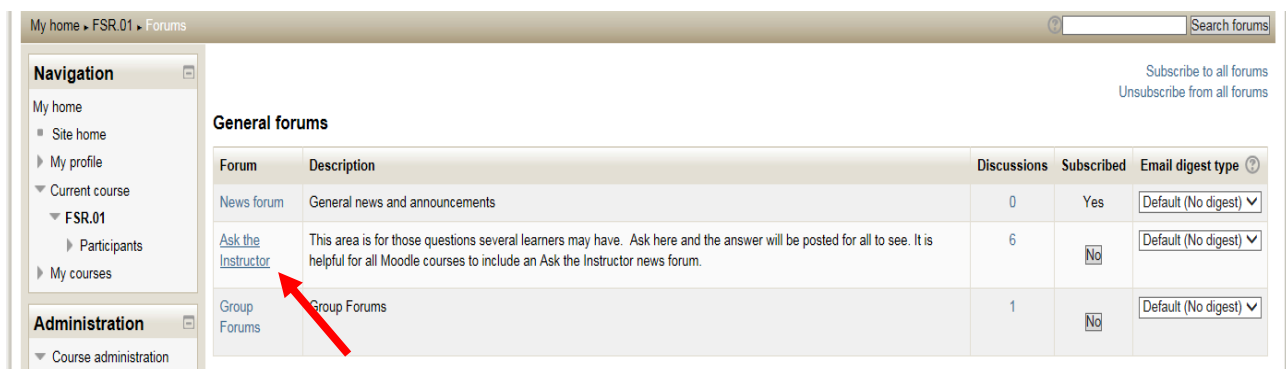 My home ▸ FSR.01 ▸ Forums
Search forums
Navigation
My home
Site home
My profile
Current course
FSR.01
Participants
My courses
Administration
Course administration
Subscribe to all forums
Unsubscribe from all forums
General forums
Forum Description Discussions Subscribed Email digest type
News forum General news and announcements 0 Yes Default (No digest)
Ask the Instructor
This area is for those questions several learners may have. Ask here and the answer will be posted for all to see. It is
helpful for all Moodle courses to include an Ask the Instructor news forum.
6 No Default (No digest)
Group Forums
Group Forums 1 No Default (No digest)